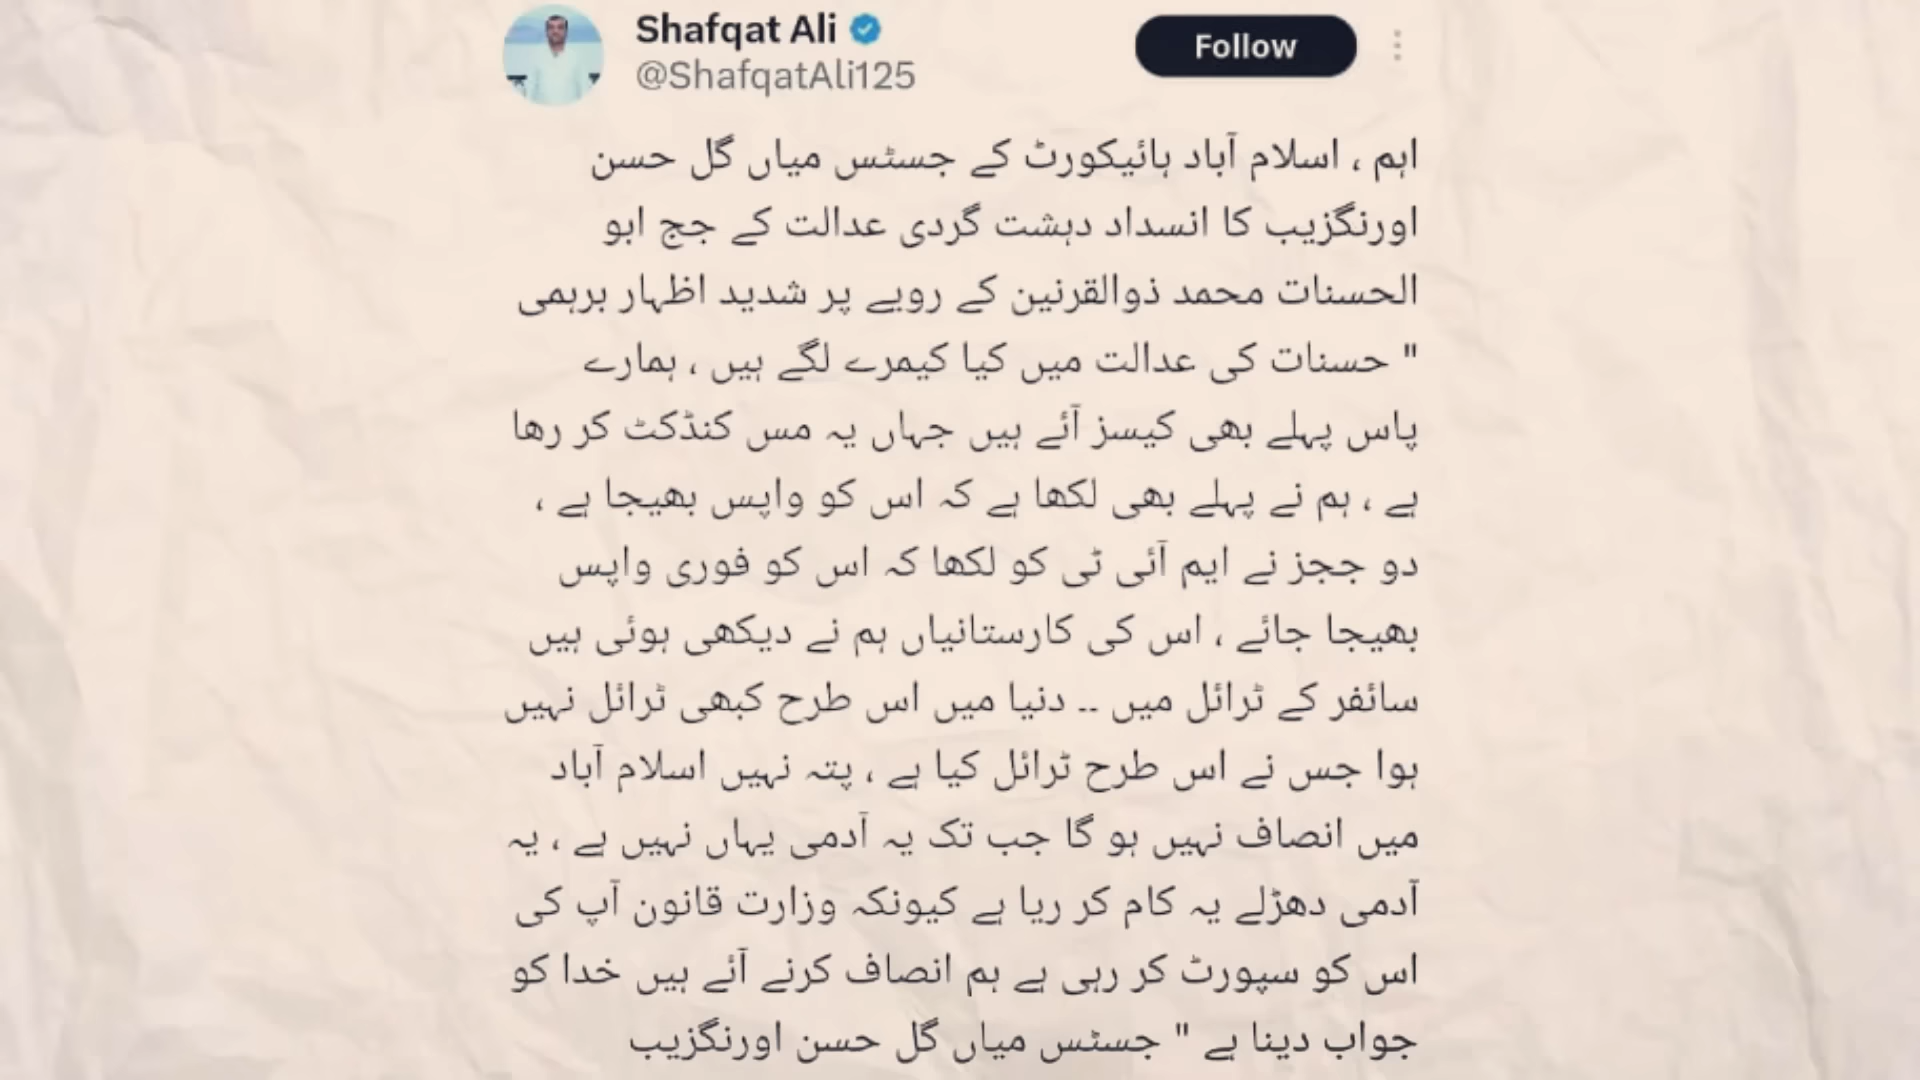 Shafqat Ali
@ShafqatAli125
Follow
اہم ، اسلام آباد ہائیکورٹ کے جسٹس میاں گل حسن
اورنگزیب کا انسداد دہشت گردی عدالت کے جج ابو
الحسنات محمد ذوالقرنین کے رویے پر شدید اظہار برہمی
" حسنات کی عدالت میں کیا کیمرے لگے ہیں ، ہمارے
پاس پہلے بھی کیسز آئے ہیں جہاں یہ مس کنڈکٹ کر رھا
ہے ، ہم نے پہلے بھی لکھا ہے کہ اس کو واپس بھیجا ہے ،
دو ججز نے ایم آئی ٹی کو لکھا کہ اس کو فوری واپس
بھیجا جائے ، اس کی کارستانیاں ہم نے دیکھی ہوئی ہیں
سائفر کے ٹرائل میں .. دنیا میں اس طرح کبھی ٹرائل نہیں
ہوا جس نے اس طرح ٹرائل کیا ہے ، پتہ نہیں اسلام آباد
میں انصاف نہیں ہو گا جب تک یہ آدمی یہاں نہیں ہے ، یہ
آدمی دھڑلے یہ کام کر رہا ہے کیونکہ وزارت قانون آپ کی
اس کو سپورٹ کر رہی ہے ہم انصاف کرنے آئے ہیں خدا کو
جواب دینا ہے " جسٹس میاں گل حسن اورنگزیب